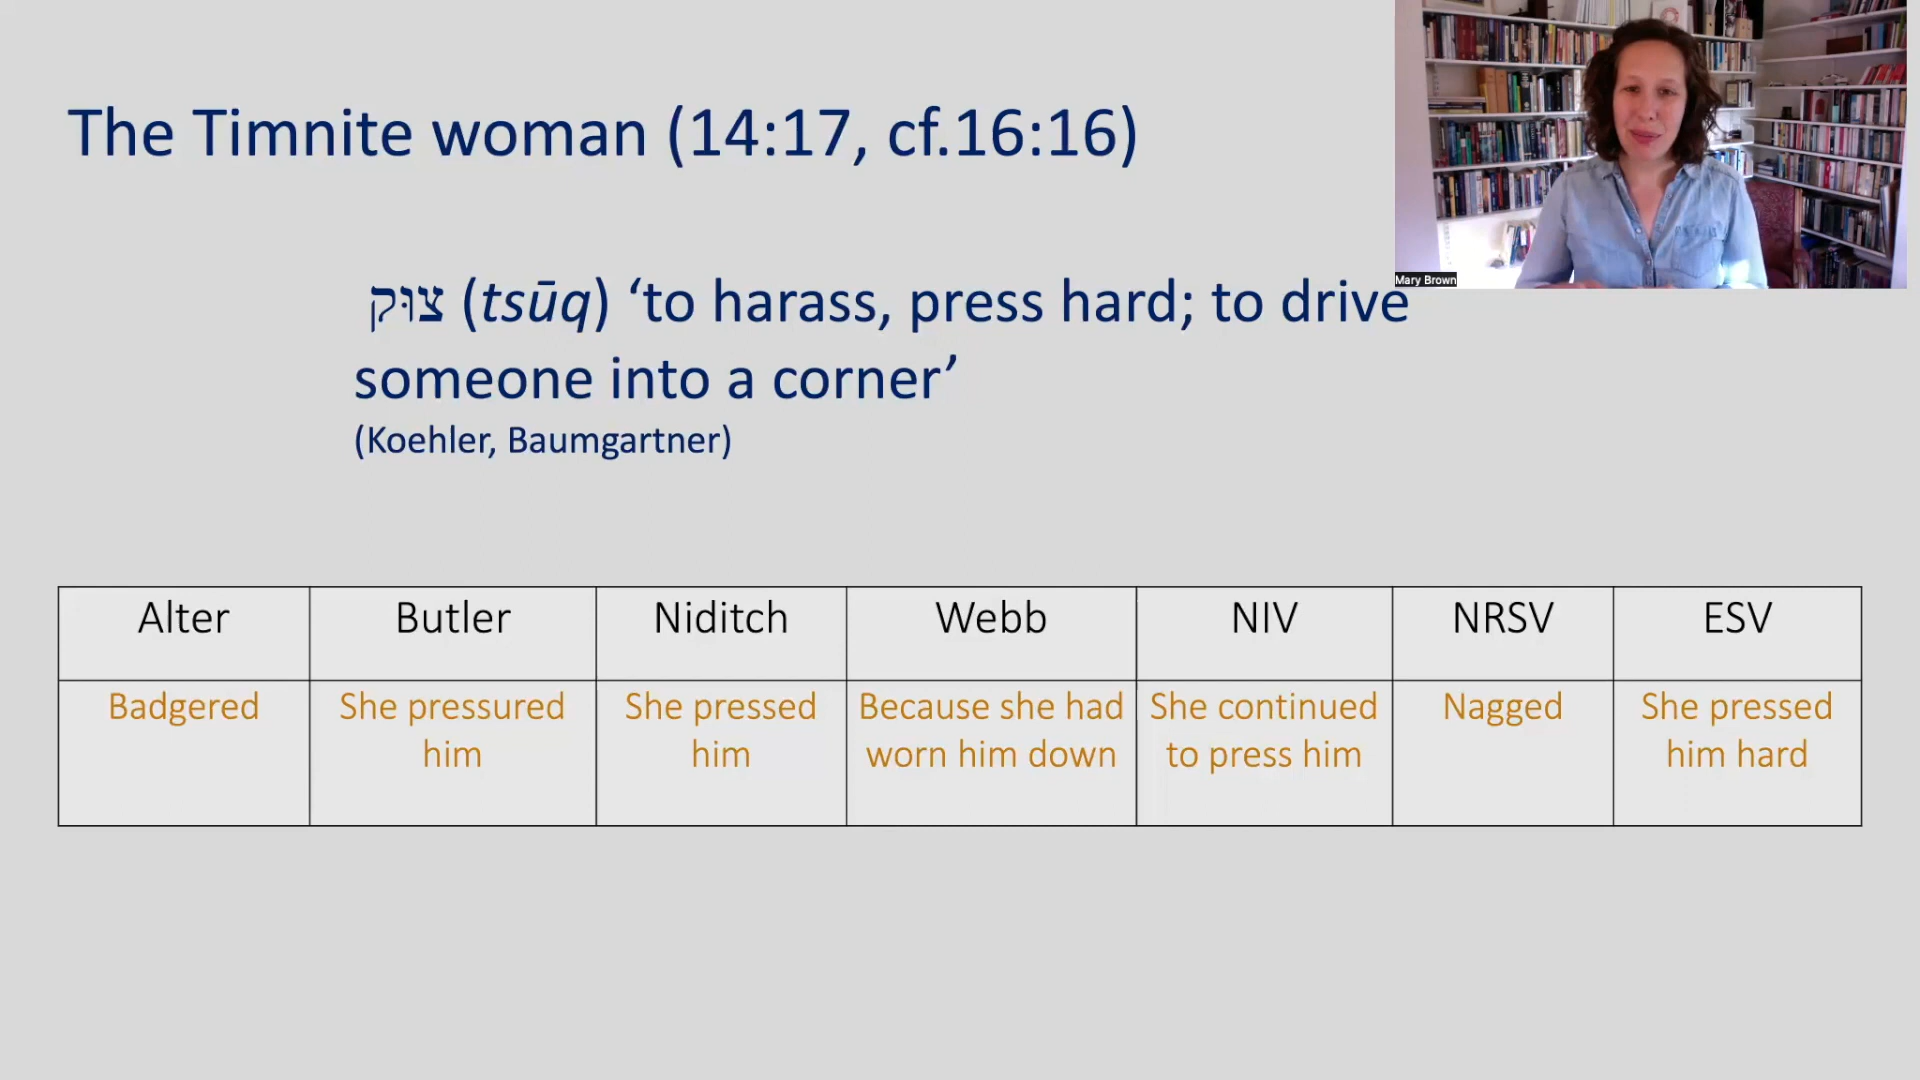 The Timnite woman (14:17, cf.16:16)
Mary Brown
צוּק (tsūq) ‘to harass, press hard; to drive
someone into a corner’
(Koehler, Baumgartner)
Alter Butler Niditch Webb NIV NRSV ESV
Badgered She pressured She pressed Because she had She continued Nagged She pressed
him him worn him down to press him him hard